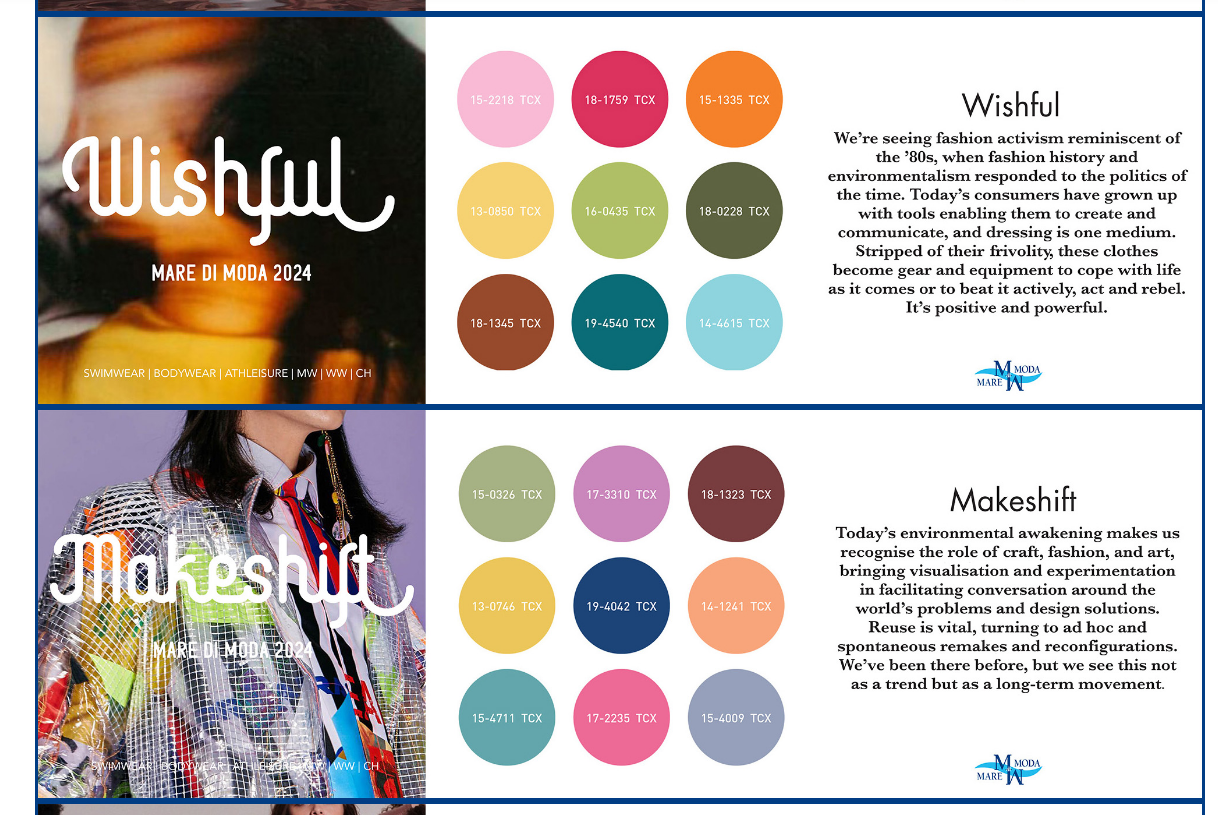 Wishful
MARE DI MODA 2024
SWIMWEAR | BODYWEAR | ATHLEISURE | MW | WW | CH
15-2218 TCX
18-1759 TCX
15-1335 TCX
13-0850 TCX
16-0435 TCX
18-0228 TCX
18-1345 TCX
19-4540 TCX
14-4615 TCX
Wishful
We're seeing fashion activism reminiscent of
the '80s, when fashion history and
environmentalism responded to the politics of
the time. Today's consumers have grown up
with tools enabling them to create and
communicate, and dressing is one medium.
Stripped of their frivolity, these clothes
become gear and equipment to cope with life
as it comes or to beat it actively, act and rebel.
It's positive and powerful.
MARE M MODA
Makeshift
MARE DI MODA 2024
SWIMWEAR | BODYWEAR | ATHLEISURE | MW | WW | CH
15-0326 TCX
17-3310 TCX
18-1323 TCX
13-0746 TCX
19-4042 TCX
14-1241 TCX
15-4711 TCX
17-2235 TCX
15-4009 TCX
Makeshift
Today's environmental awakening makes us
recognise the role of craft, fashion, and art,
bringing visualisation and experimentation
in facilitating conversation around the
world's problems and design solutions.
Reuse is vital, turning to ad hoc and
spontaneous remakes and reconfigurations.
We've been there before, but we see this not
as a trend but as a long-term movement.
MARE M MODA